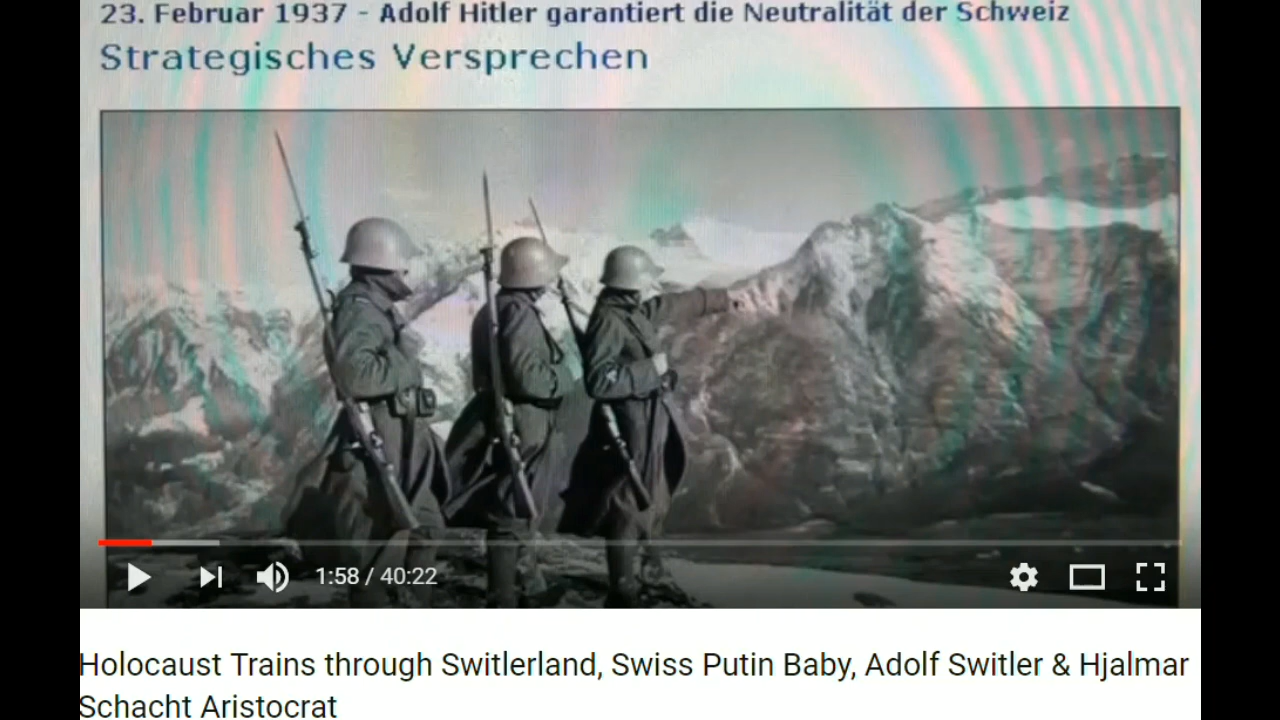 23. Februar 1937 - Adolf Hitler garantiert die Neutralität der Schweiz
Strategisches Versprechen
1:58 / 40:22
Holocaust Trains through Switlerland, Swiss Putin Baby, Adolf Switler & Hjalmar
Schacht Aristocrat